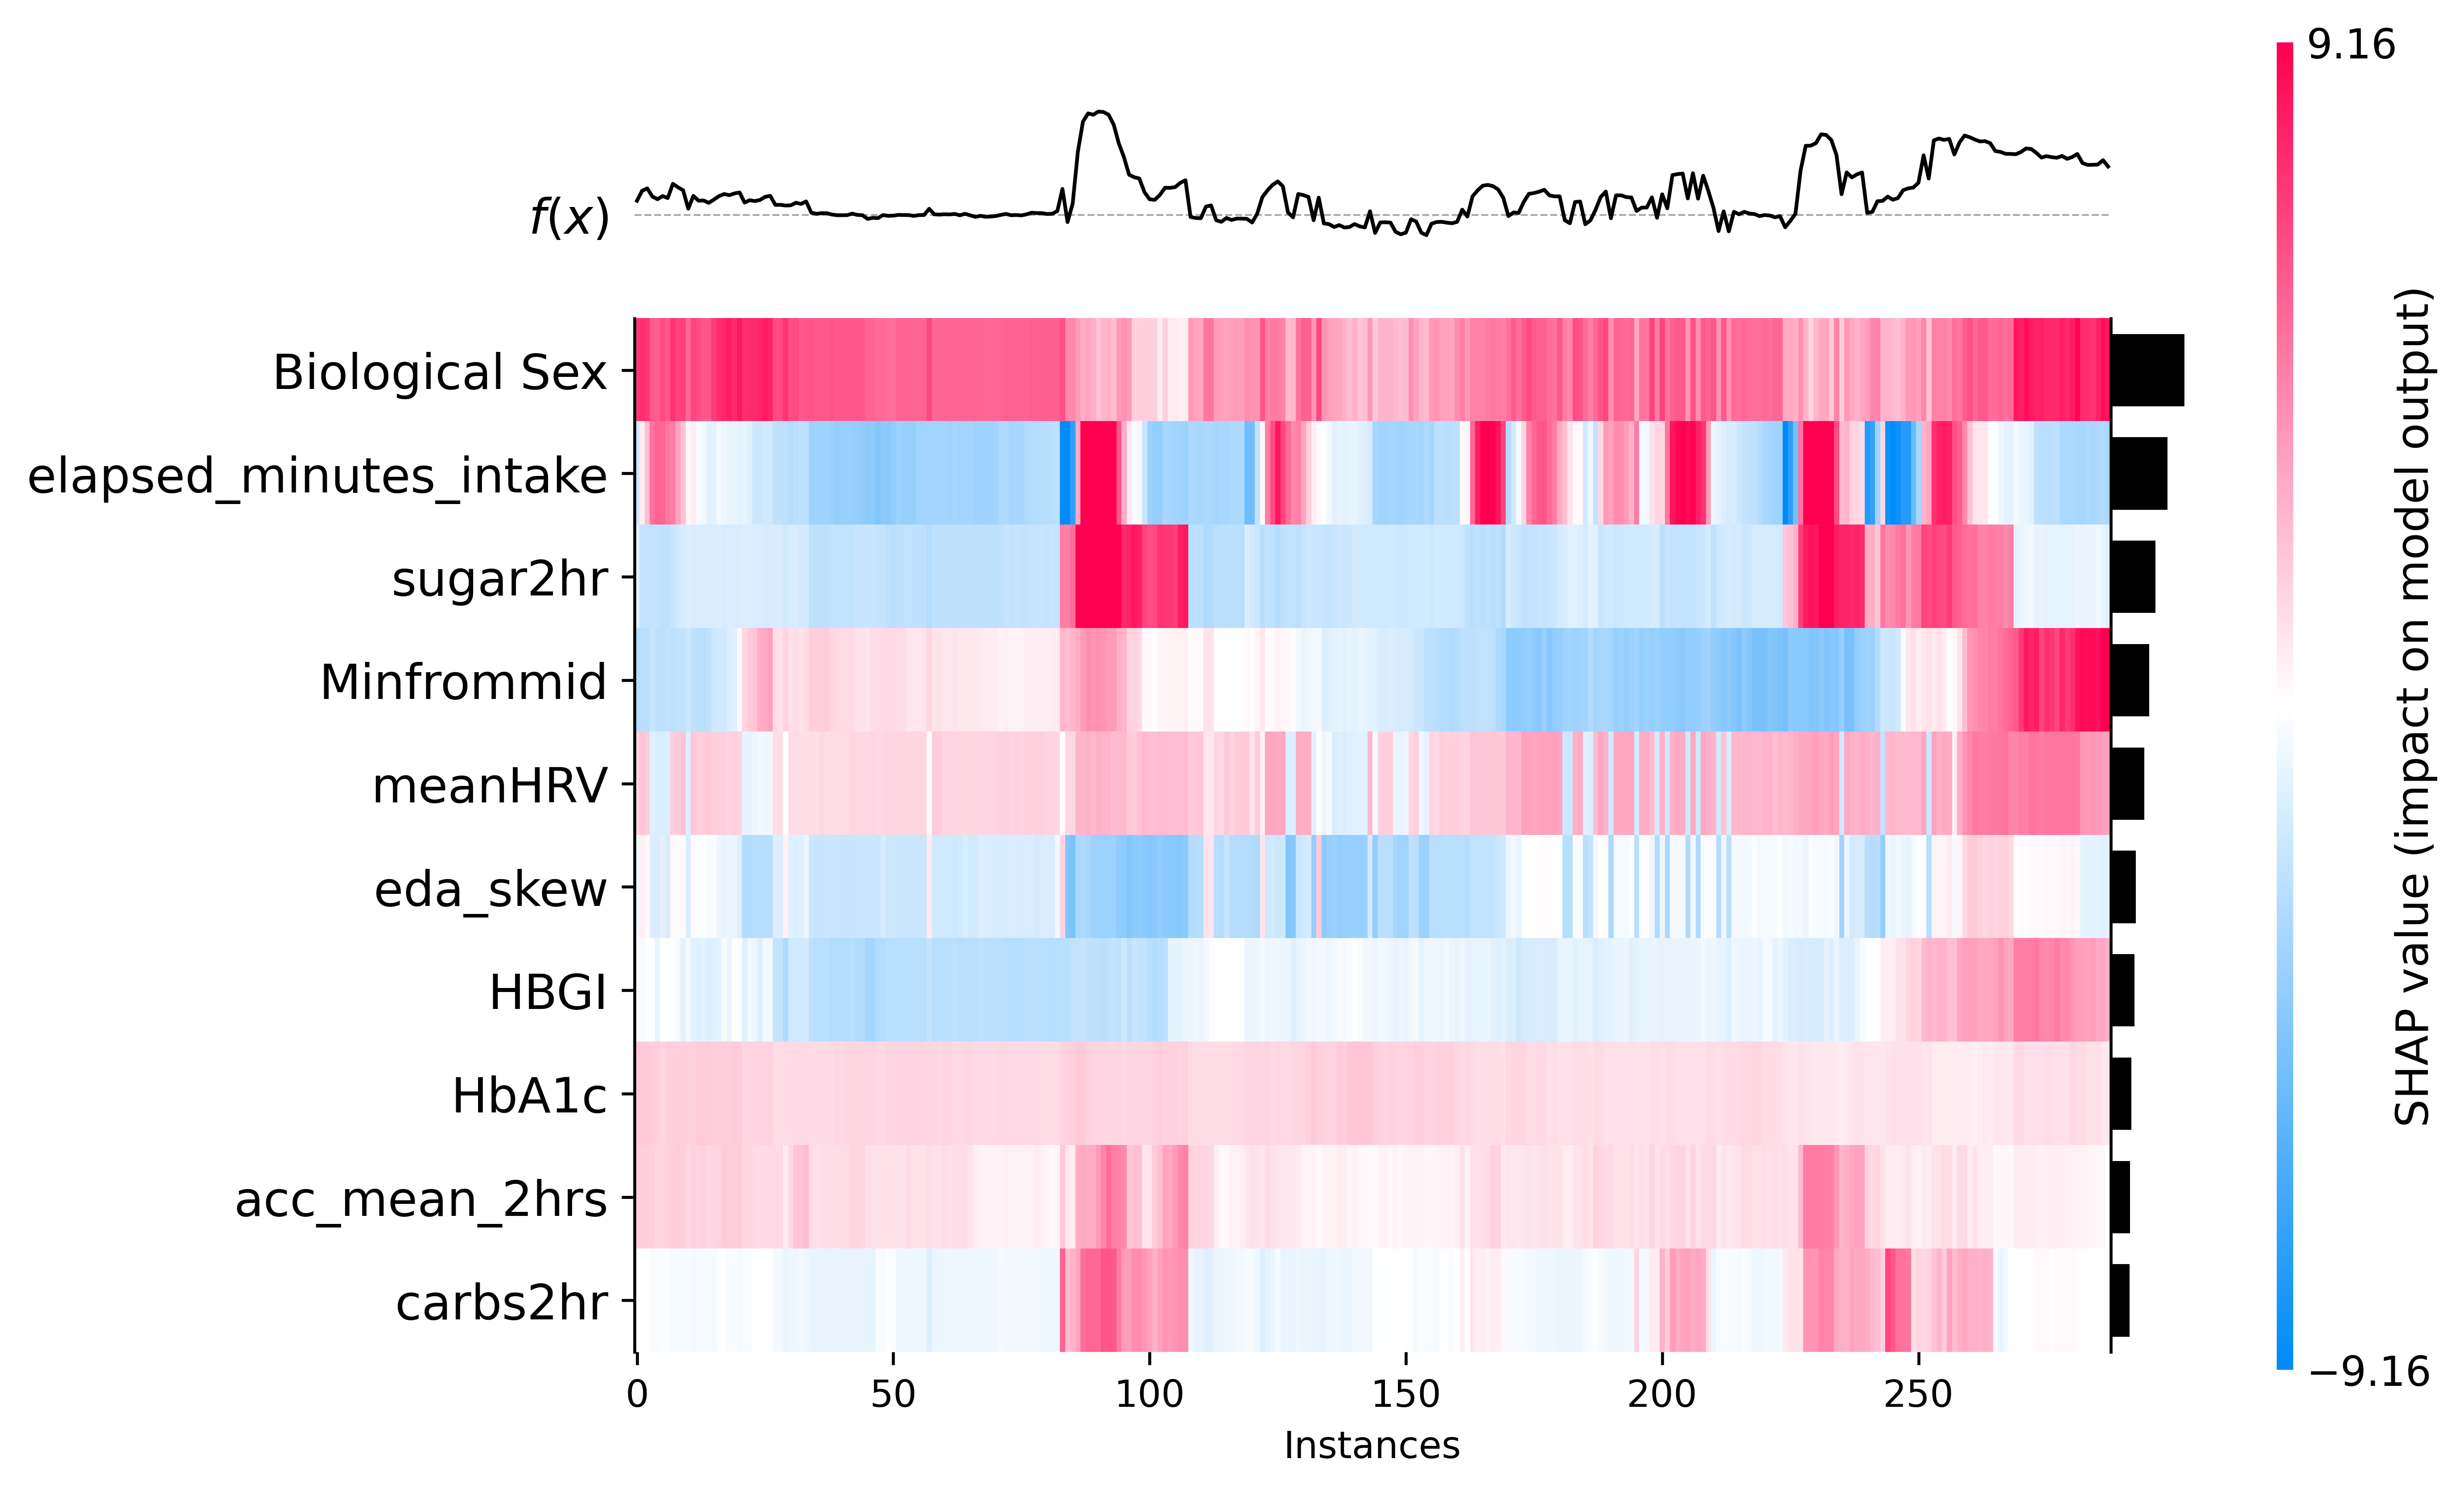 9.16
f(x)
Biological Sex
elapsed_minutes_intake
sugar2hr
Minfrommid
meanHRV
eda_skew
HBGI
HbA1c
acc_mean_2hrs
carbs2hr
0 50 100 150 200 250
Instances
−9.16
SHAP value (impact on model output)